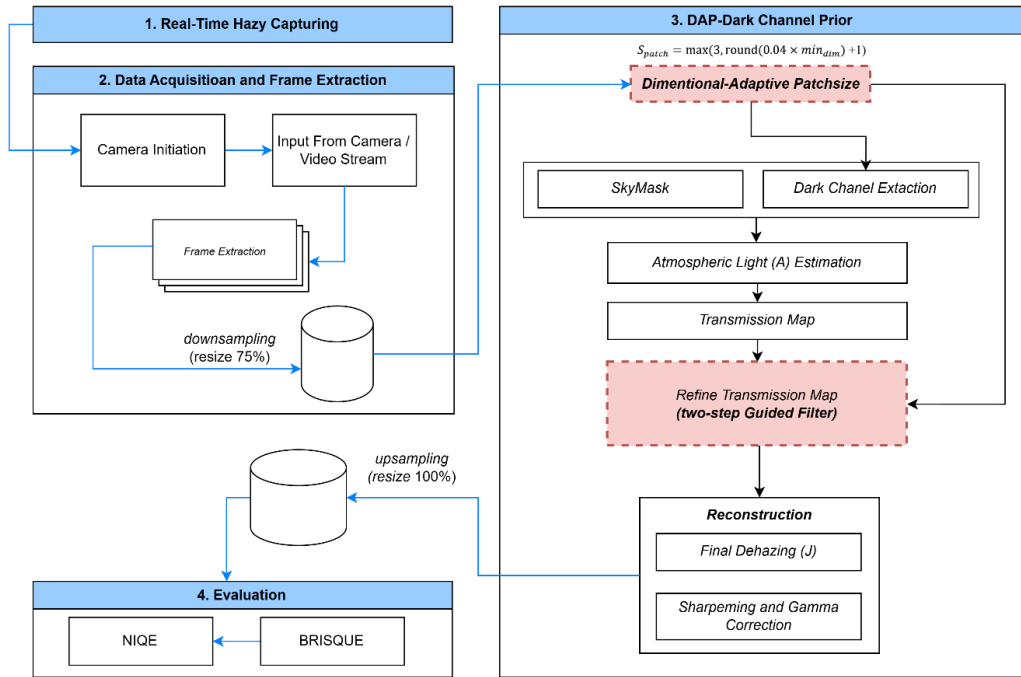 1. Real-Time Hazy Capturing
2. Data Acquisitioan and Frame Extraction
Camera Initiation
Input From Camera /
Video Stream
Frame Extraction
downsampling
(resize 75%)
3. DAP-Dark Channel Prior
S_patch = max(3, round(0.04 × min_dim) +1)
Dimentional-Adaptive Patchsize
SkyMask
Dark Chanel Extaction
Atmospheric Light (A) Estimation
Transmission Map
Refine Transmission Map
(two-step Guided Filter)
Reconstruction
Final Dehazing (J)
Sharperning and Gamma
Correction
upsampling
(resize 100%)
4. Evaluation
NIQE
BRISQUE